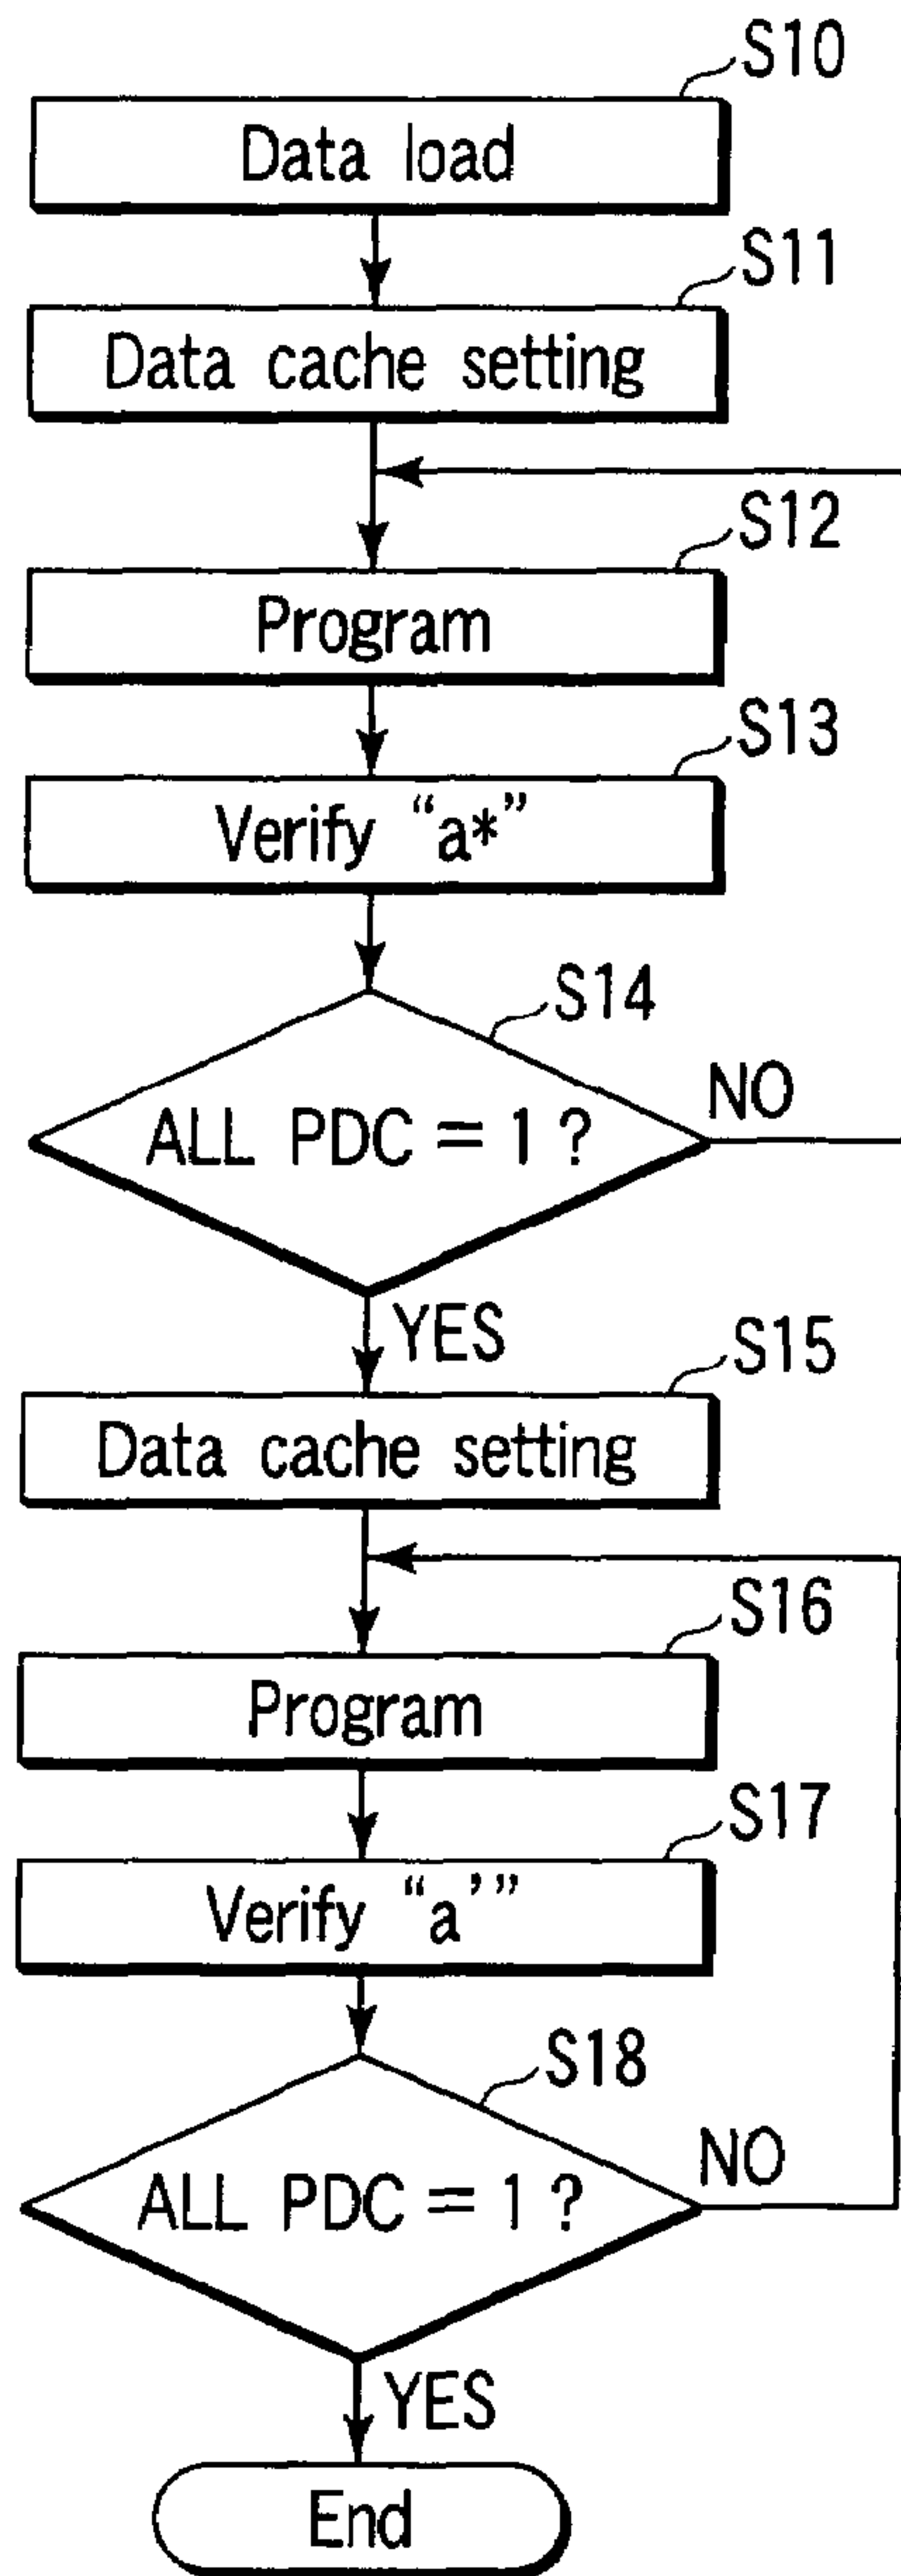 S10
Data load
S11
Data cache setting
S12
Program
S13
Verify “a*”
S14
ALL PDC = 1 ?
NO
YES
S15
Data cache setting
S16
Program
S17
Verify “a’”
S18
ALL PDC = 1 ?
NO
YES
End